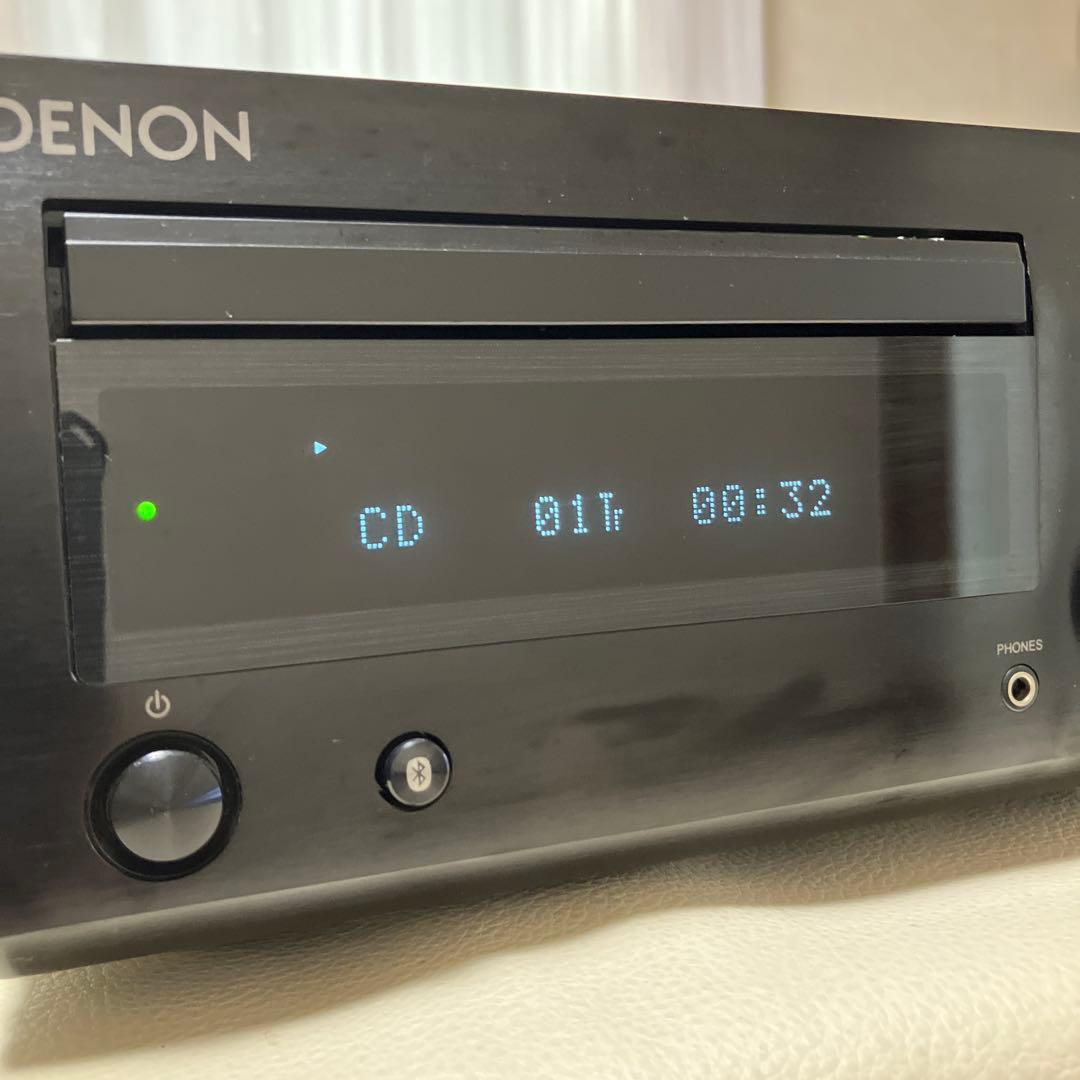 DENON
CD 01Tr 00:32
PHONES